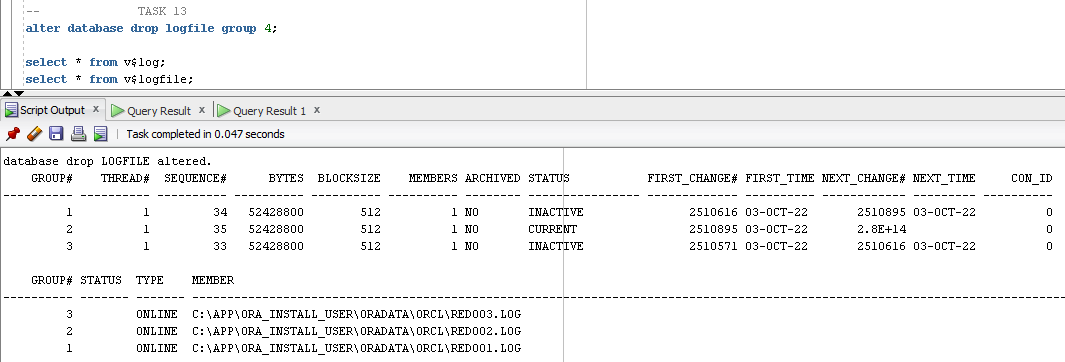 -- TASK 13
alter database drop logfile group 4;
select * from v$log;
select * from v$logfile;
Script Output × Query Result × Query Result 1 ×
Task completed in 0.047 seconds
database drop LOGFILE altered.
GROUP# THREAD# SEQUENCE# BYTES BLOCKSIZE MEMBERS ARCHIVED STATUS FIRST_CHANGE# FIRST_TIME NEXT_CHANGE# NEXT_TIME CON_ID
1 1 34 52428800 512 1 NO INACTIVE 2510616 03-OCT-22 2510895 03-OCT-22 0
2 1 35 52428800 512 1 NO CURRENT 2510895 03-OCT-22 2.8E+14 0
3 1 33 52428800 512 1 NO INACTIVE 2510571 03-OCT-22 2510616 03-OCT-22 0
GROUP# STATUS TYPE MEMBER
3 ONLINE C:\APP\ORA_INSTALL_USER\ORADATA\ORCL\REDO03.LOG
2 ONLINE C:\APP\ORA_INSTALL_USER\ORADATA\ORCL\REDO02.LOG
1 ONLINE C:\APP\ORA_INSTALL_USER\ORADATA\ORCL\REDO01.LOG